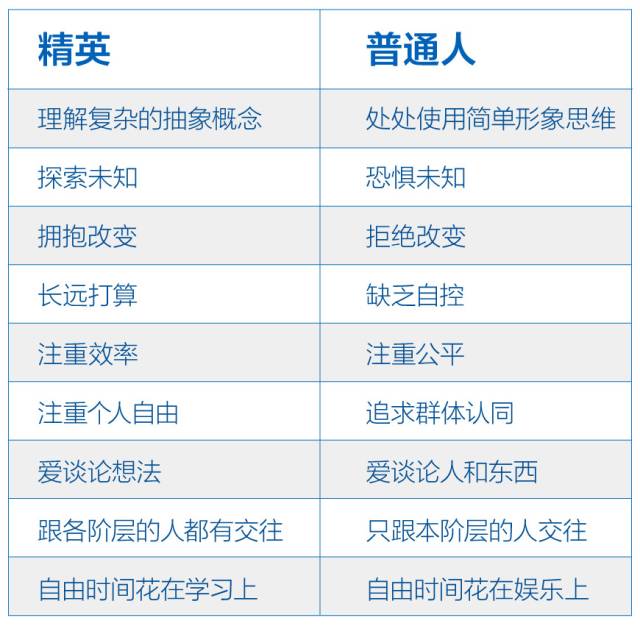 精英 普通人
理解复杂的抽象概念 处处使用简单形象思维
探索未知 恐惧未知
拥抱改变 拒绝改变
长远打算 缺乏自控
注重效率 注重公平
注重个人自由 追求群体认同
爱谈论想法 爱谈论人和东西
跟各阶层的人都有交往 只跟本阶层的人交往
自由时间花在学习上 自由时间花在娱乐上